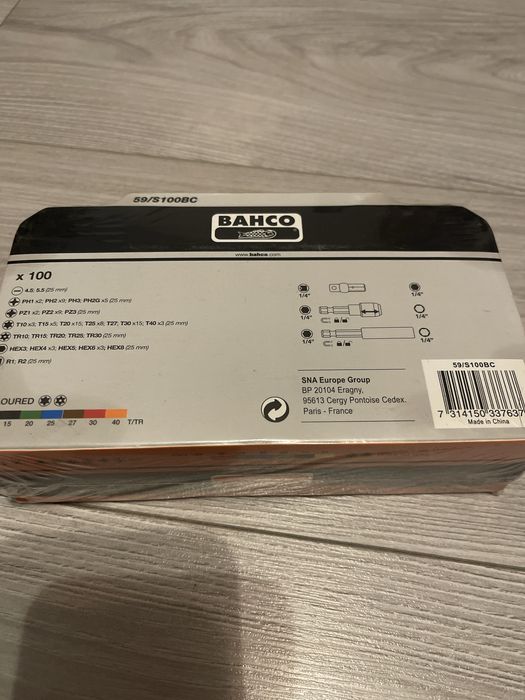 59/S100BC
BAHCO
www.bahco.com
x 100
4.5; 5.5 (25 mm)
PH1 x2; PH2 x9; PH3; PH2G x5 (25 mm)
PZ1 x2; PZ2 x9; PZ3 (25 mm)
T10 x3; T15 x5; T20 x15; T25 x8; T27; T30 x15; T40 x3 (25 mm)
TR10; TR15; TR20; TR25; TR30 (25 mm)
HEX3; HEX4 x3; HEX5; HEX6 x3; HEX8 (25 mm)
R1; R2 (25 mm)
OURED
15 20 25 27 30 40 T/TR
1/4" 1/4"
1/4" 1/4"
1/4" 1/4"
SNA Europe Group
BP 20104 Eragny,
95613 Cergy Pontoise Cedex.
Paris - France
59/S100BC
7 314150 337637
Made in China